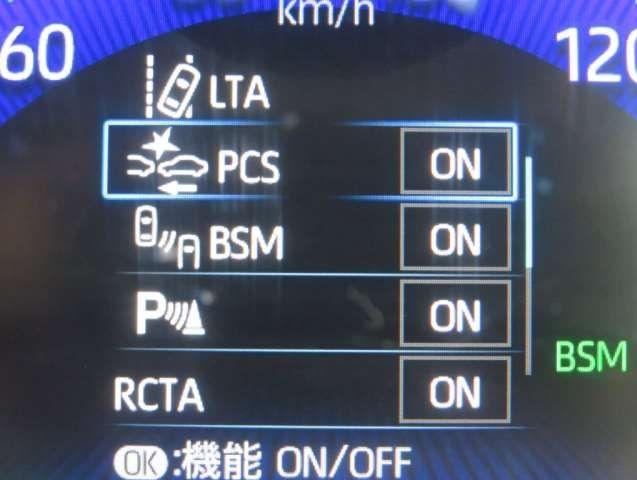 km/h
60
120
LTA
PCS ON
BSM ON
P ON
BSM
RCTA ON
OK:機能 ON/OFF